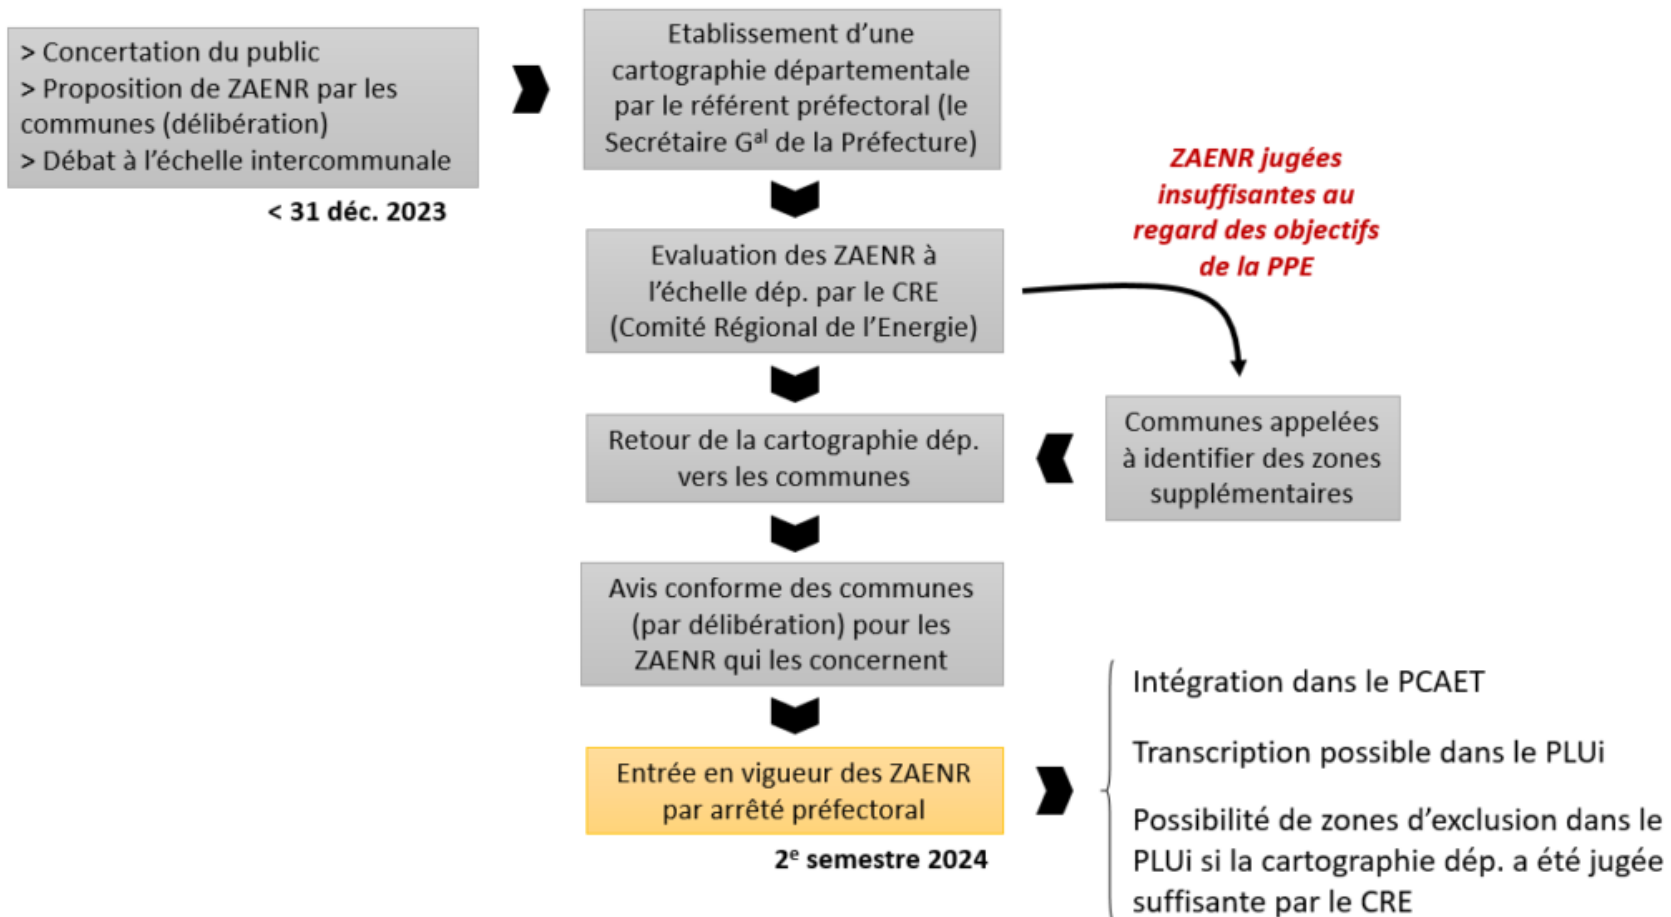 > Concertation du public
> Proposition de ZAENR par les
communes (délibération)
> Débat à l’échelle intercommunale
< 31 déc. 2023
Etablissement d’une
cartographie départementale
par le référent préfectoral (le
Secrétaire Gal de la Préfecture)
ZAENR jugées
insuffisantes au
regard des objectifs
de la PPE
Evaluation des ZAENR à
l’échelle dép. par le CRE
(Comité Régional de l’Energie)
Communes appelées
à identifier des zones
supplémentaires
Retour de la cartographie dép.
vers les communes
Avis conforme des communes
(par délibération) pour les
ZAENR qui les concernent
Entrée en vigueur des ZAENR
par arrêté préfectoral
2e semestre 2024
Intégration dans le PCAET
Transcription possible dans le PLUi
Possibilité de zones d’exclusion dans le
PLUi si la cartographie dép. a été jugée
suffisante par le CRE